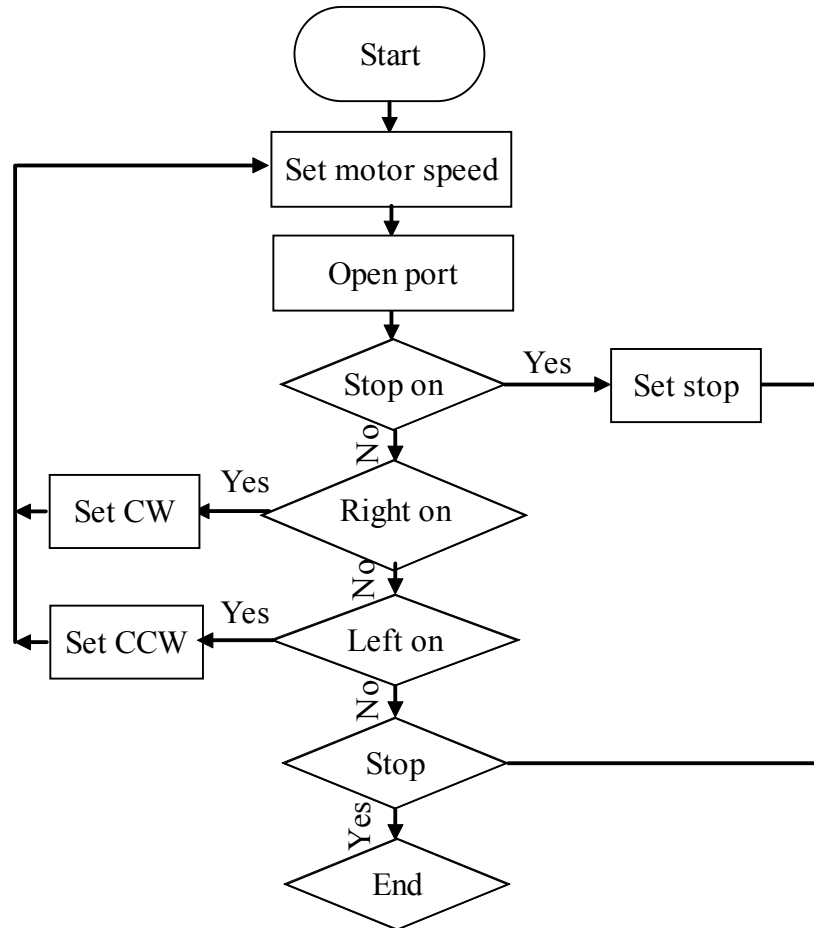 Start
Set motor speed
Open port
Stop on
Yes
Set stop
No
Right on
Yes
Set CW
No
Left on
Yes
Set CCW
No
Stop
Yes
End